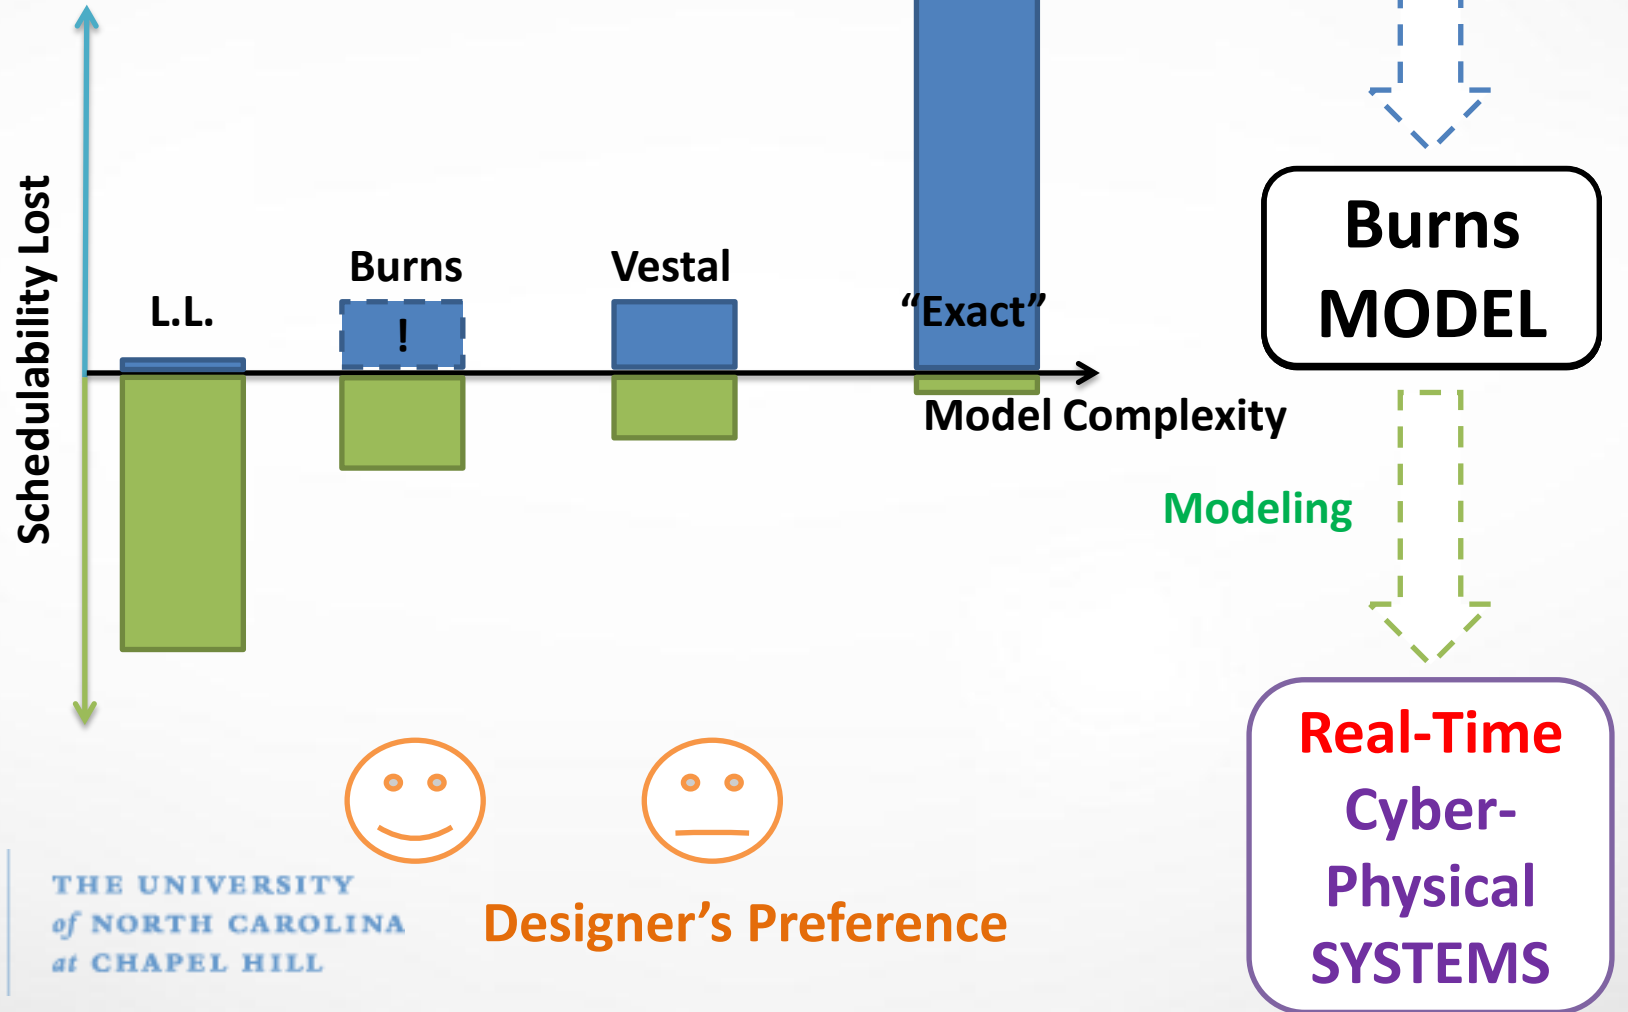 Schedulability Lost
L.L.
Burns
!
Vestal
“Exact”
Model Complexity
Burns
MODEL
Modeling
Real-Time
Cyber-
Physical
SYSTEMS
Designer’s Preference
THE UNIVERSITY
of NORTH CAROLINA
at CHAPEL HILL